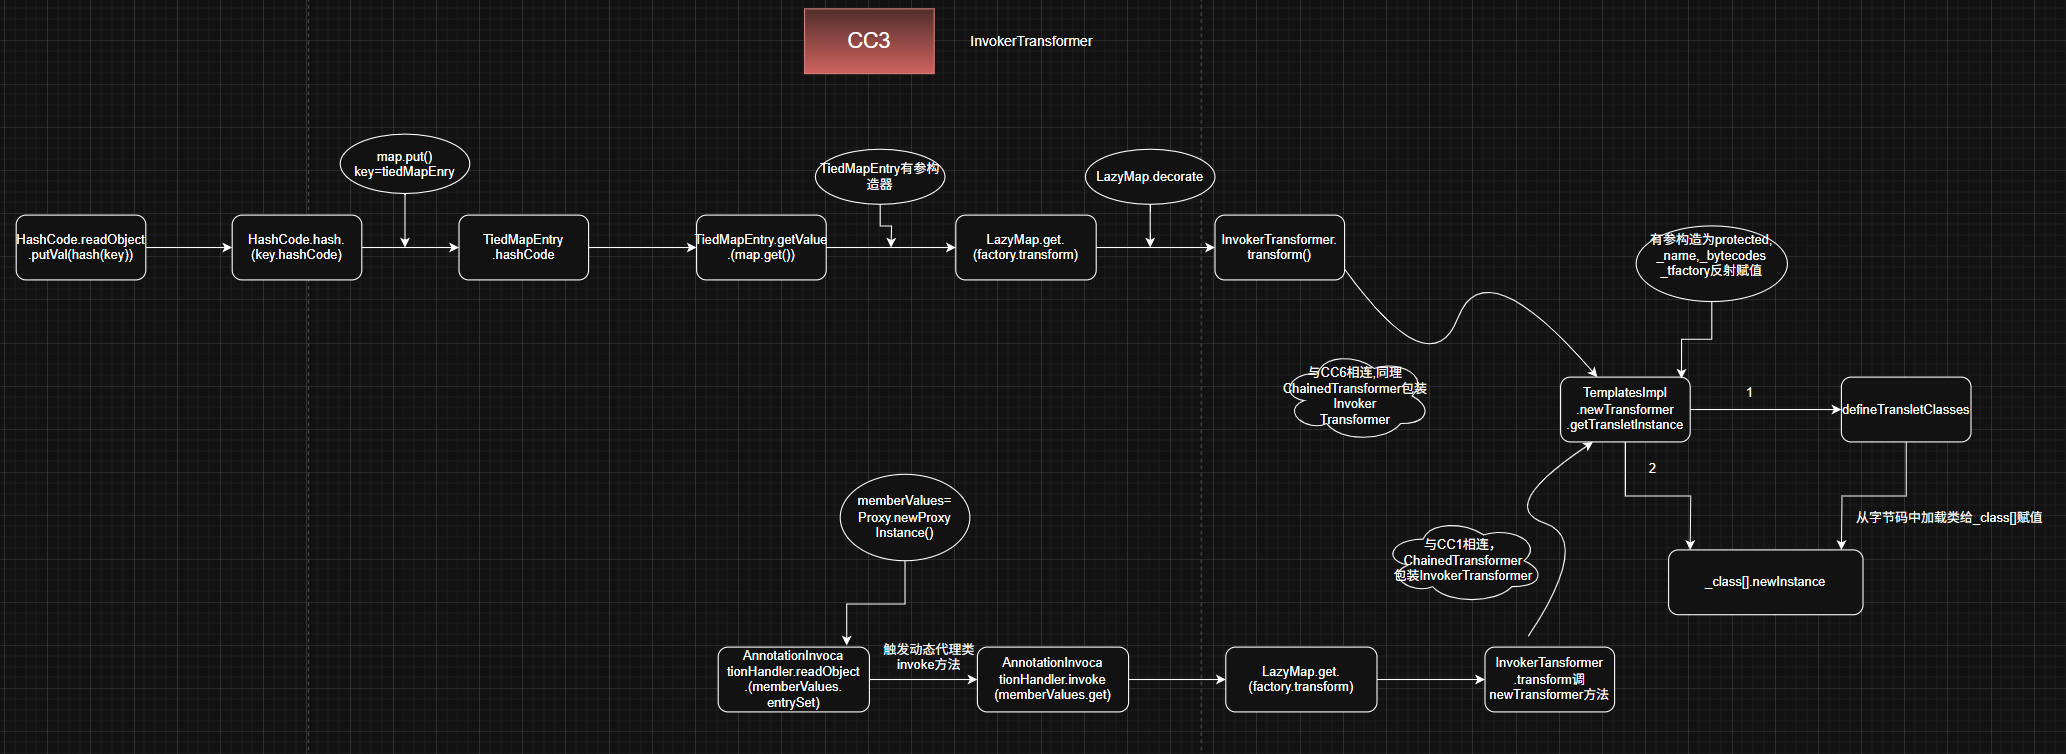 CC3
InvokerTransformer
map.put()
key=tiedMapEnry
TiedMapEntry有参构
造器
LazyMap.decorate
HashCode.readObject
.putVal(hash(key))
HashCode.hash.
(key.hashCode)
TiedMapEntry
.hashCode
TiedMapEntry.getValue
.(map.get())
LazyMap.get.
(factory.transform)
InvokerTransformer.
transform()
有参构造为protected,
_name,_bytecodes
_tfactory反射赋值
与CC6相连,同理
ChainedTransformer包装
Invoker
Transformer
TemplatesImpl
.newTransformer
.getTransletInstance
1
defineTransletClasses
2
memberValues=
Proxy.newProxy
Instance()
与CC1相连，
ChainedTransformer
包装InvokerTransformer
从字节码中加载类给_class[]赋值
_class[].newInstance
AnnotationInvoca
tionHandler.readObject
.(memberValues.
entrySet)
触发动态代理类
invoke方法
AnnotationInvoca
tionHandler.invoke
(memberValues.get)
LazyMap.get.
(factory.transform)
InvokerTansformer
.transform调
newTransformer方法